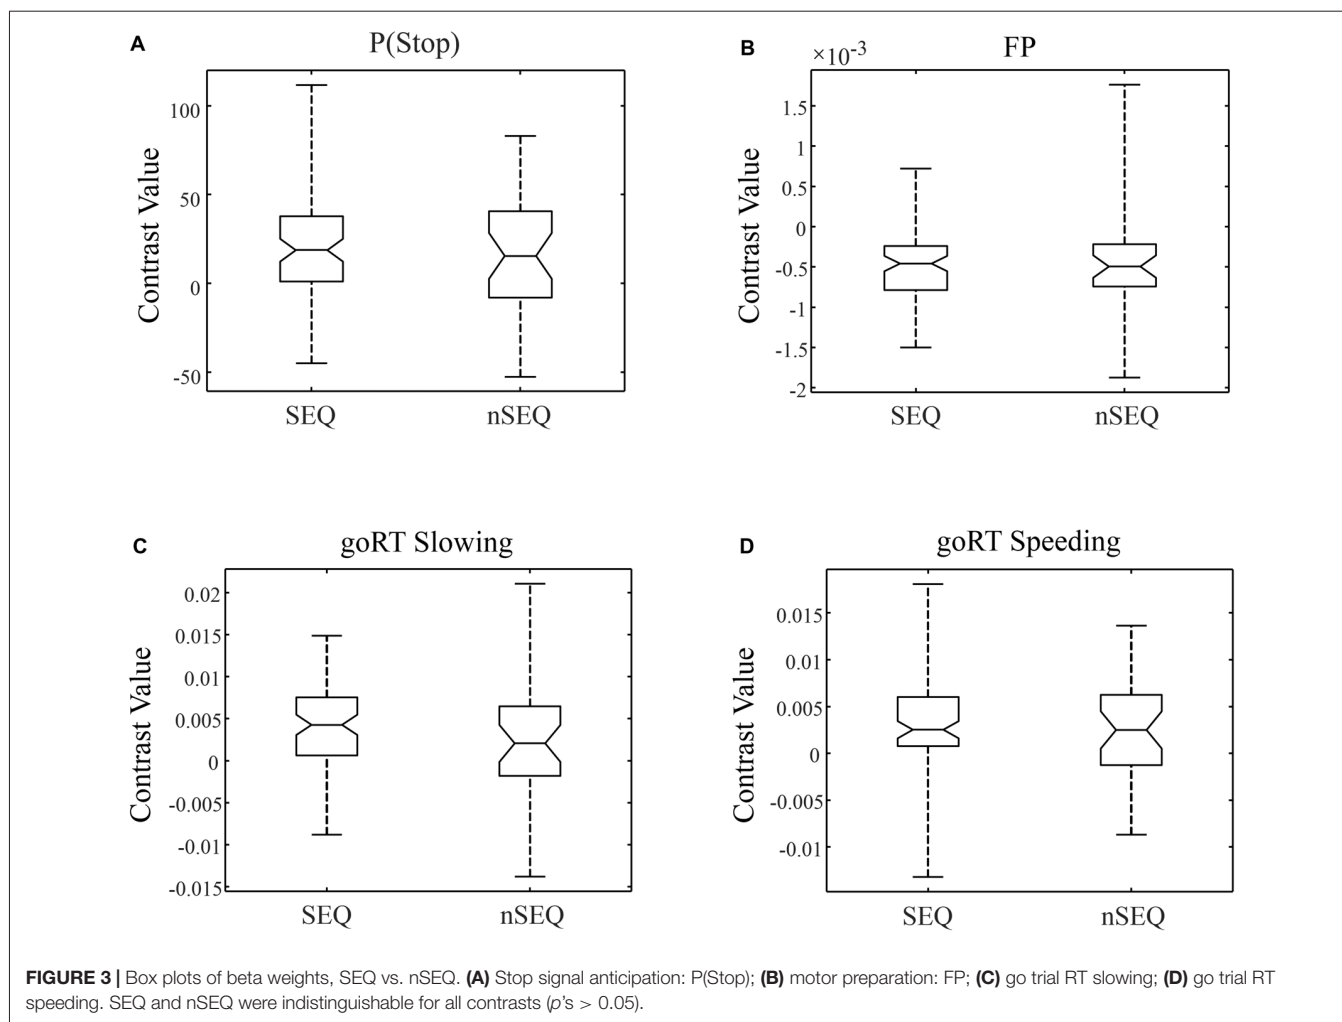 A
P(Stop)
Contrast Value
100
50
0
-50
SEQ
nSEQ
B
×10-3
FP
Contrast Value
1.5
1
0.5
0
-0.5
-1
-1.5
-2
SEQ
nSEQ
C
goRT Slowing
Contrast Value
0.02
0.015
0.01
0.005
0
-0.005
-0.01
-0.015
SEQ
nSEQ
D
goRT Speeding
Contrast Value
0.015
0.01
0.005
0
-0.005
-0.01
SEQ
nSEQ
FIGURE 3 | Box plots of beta weights, SEQ vs. nSEQ. (A) Stop signal anticipation: P(Stop); (B) motor preparation: FP; (C) go trial RT slowing; (D) go trial RT
speeding. SEQ and nSEQ were indistinguishable for all contrasts (p's > 0.05).